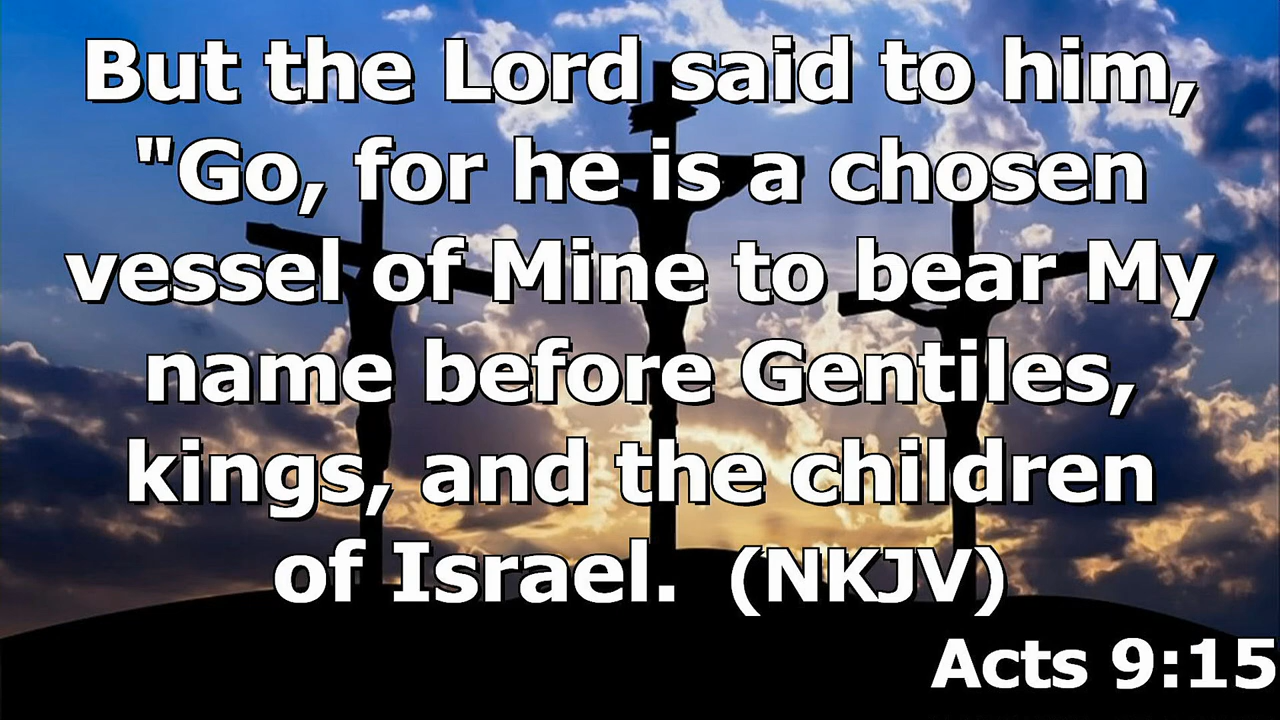 But the Lord said to him,
"Go, for he is a chosen
vessel of Mine to bear My
name before Gentiles,
kings, and the children
of Israel.  (NKJV)
Acts 9:15